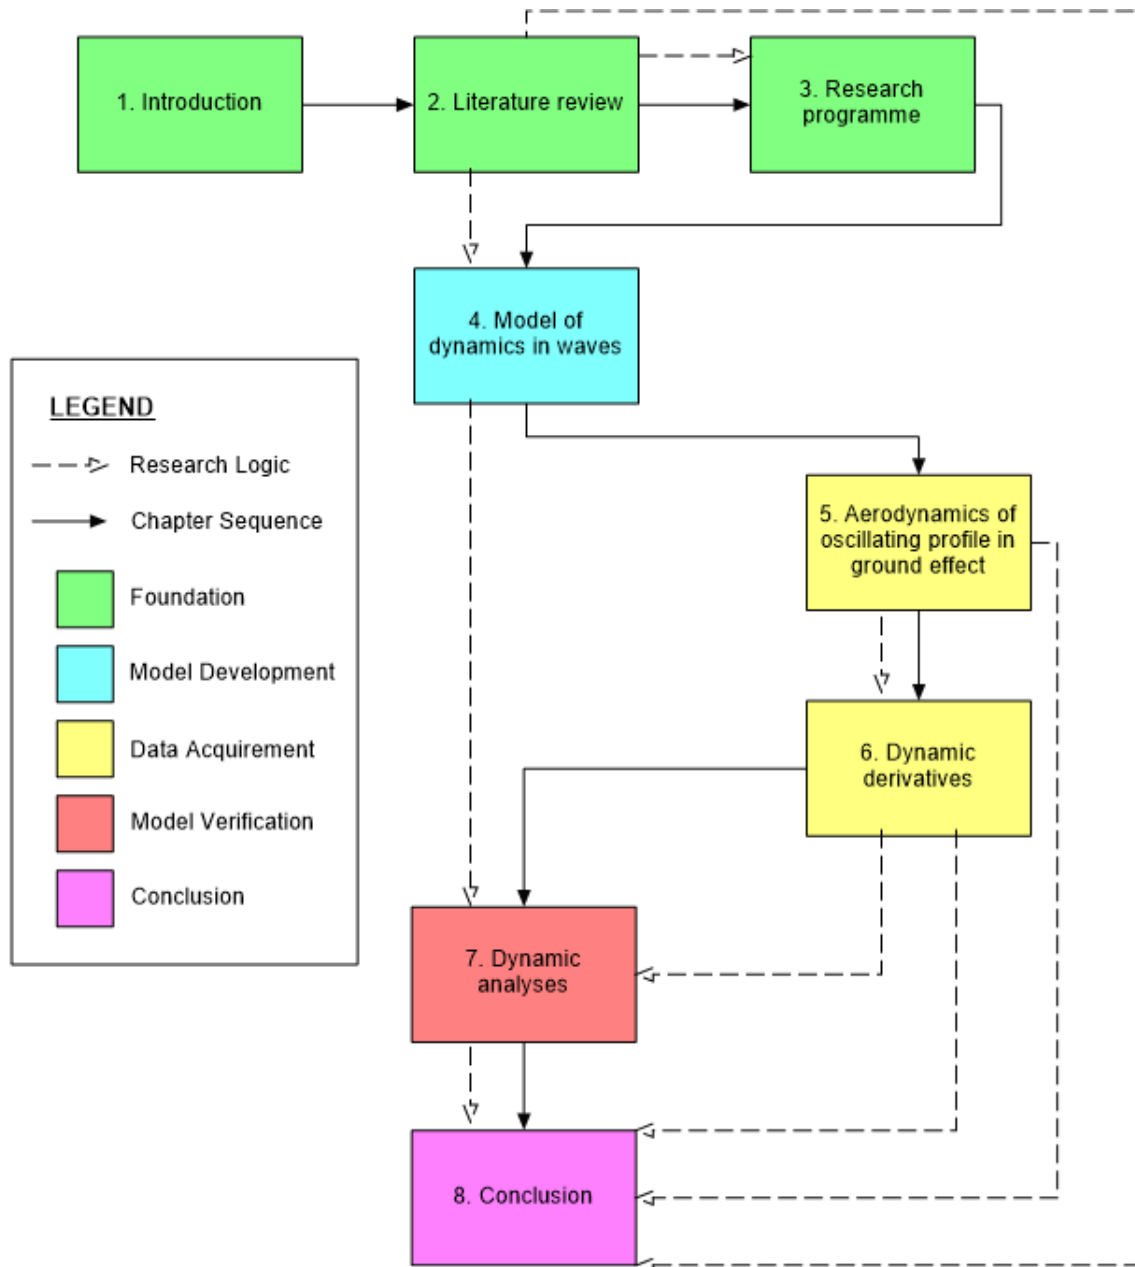 1. Introduction
2. Literature review
3. Research
programme
4. Model of
dynamics in waves
LEGEND
Research Logic
Chapter Sequence
Foundation
Model Development
Data Acquirement
Model Verification
Conclusion
5. Aerodynamics of
oscillating profile in
ground effect
6. Dynamic
derivatives
7. Dynamic
analyses
8. Conclusion